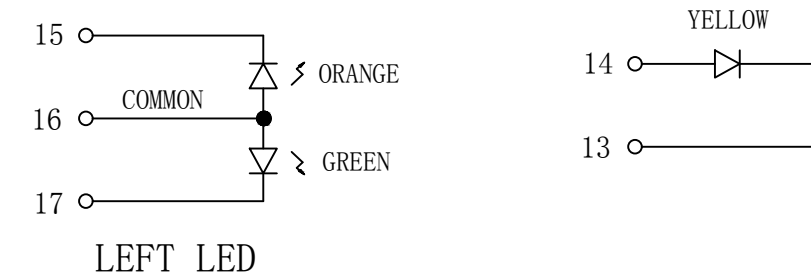 15
ORANGE
COMMON
16
GREEN
17
LEFT LED
YELLOW
14
13